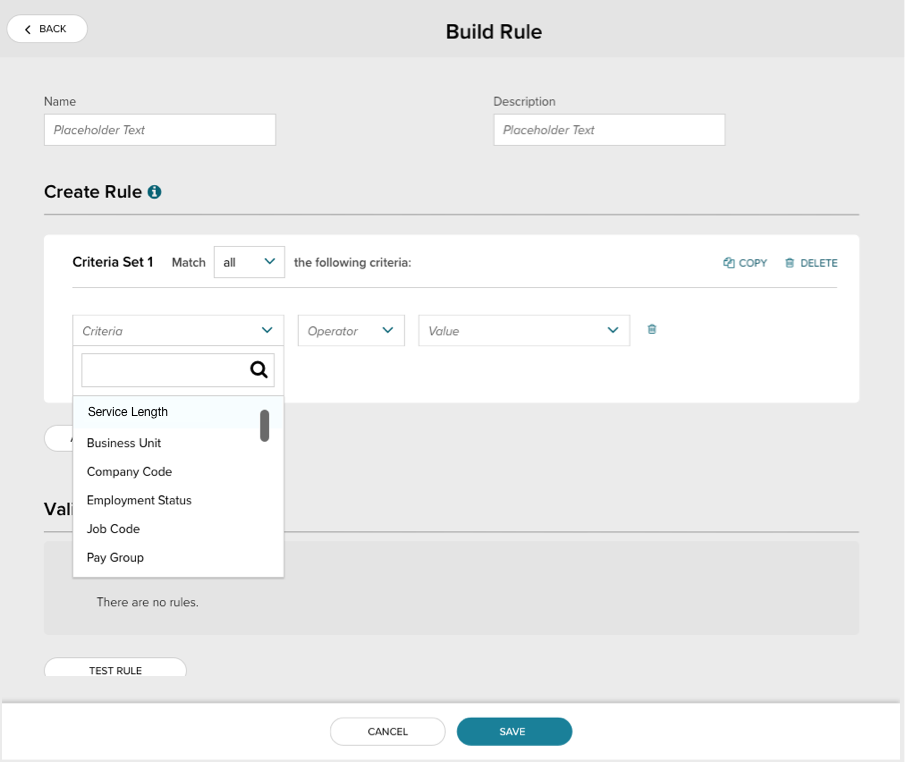 BACK
Build Rule
Name
Description
Placeholder Text
Placeholder Text
Create Rule
Criteria Set 1 Match all the following criteria: COPY DELETE
Criteria Operator Value
Service Length
Business Unit
Company Code
Employment Status
Job Code
Pay Group
Vali
There are no rules.
TEST RULE
CANCEL SAVE